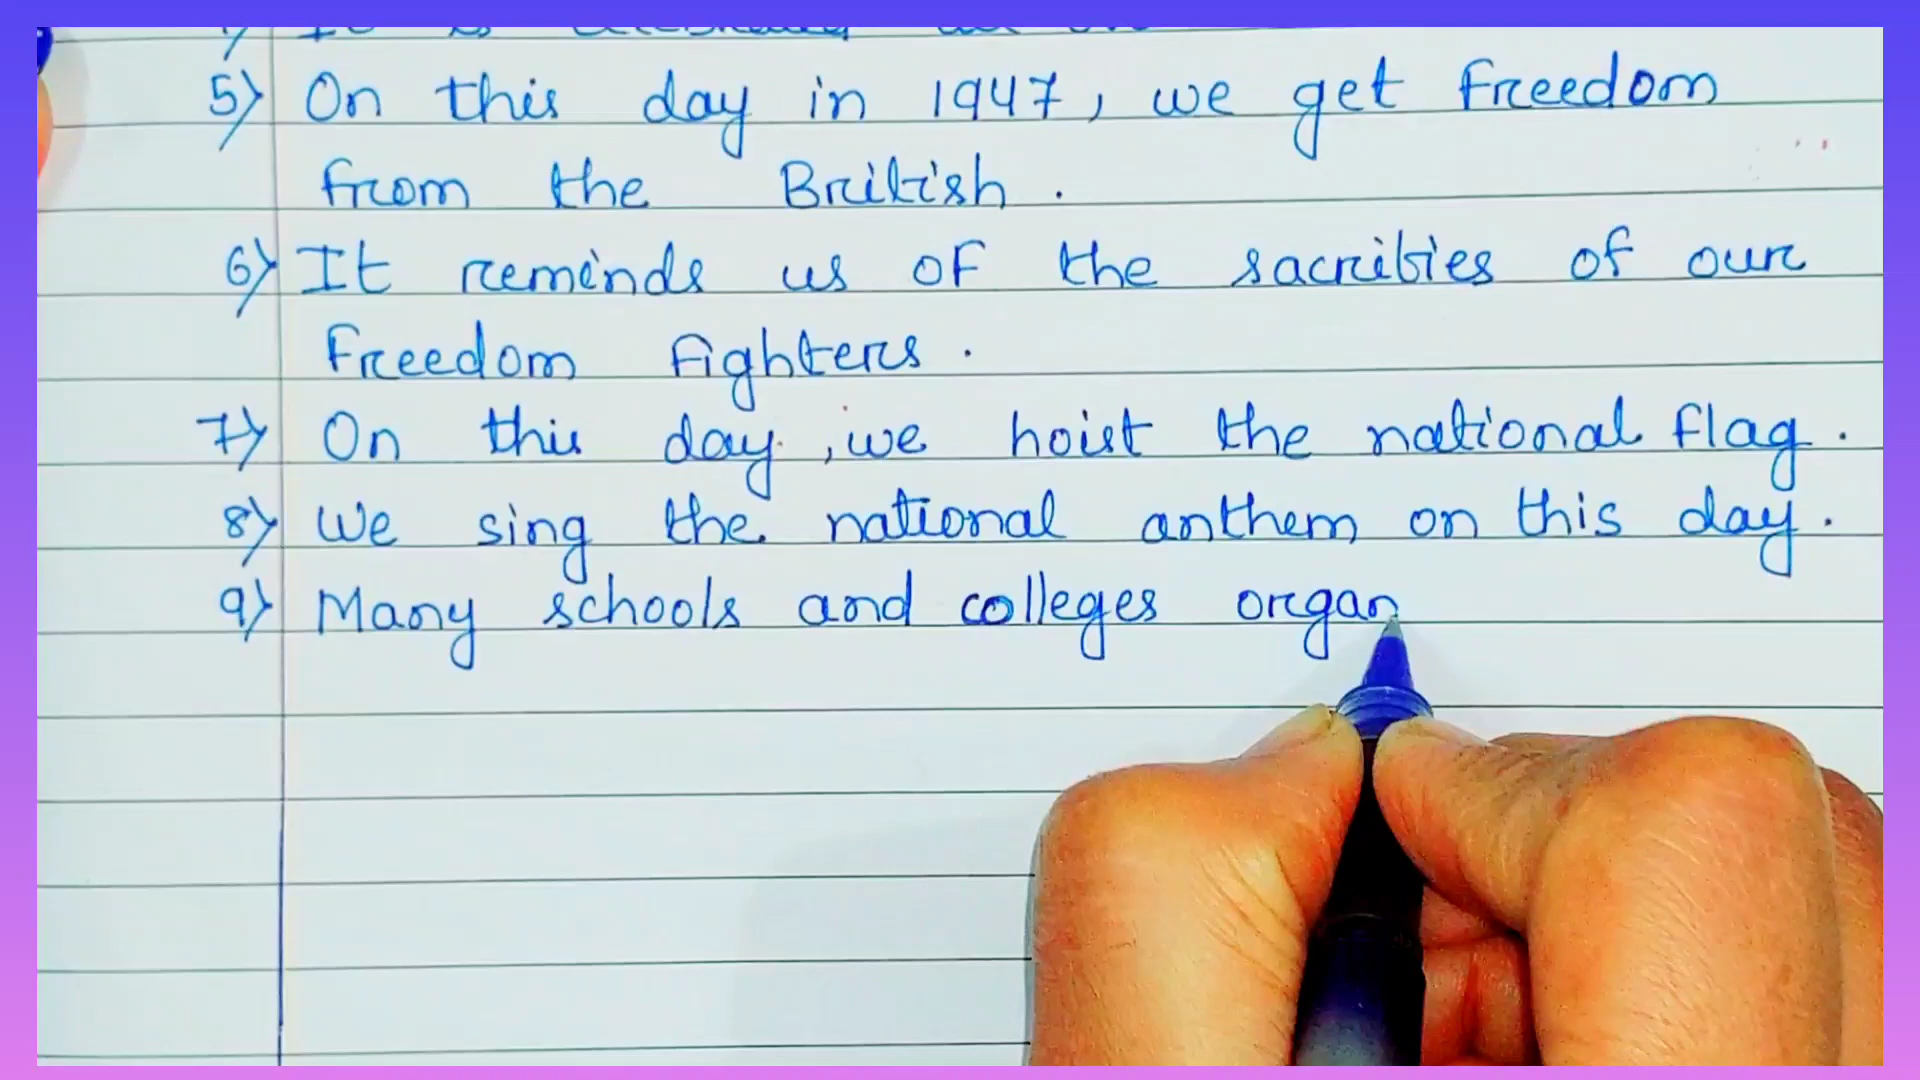 5) On this day in 1947, we get freedom
from the British.
6) It reminds us of the sacrifies of our
freedom fighters.
7) On this day, we hoist the national flag.
8) We sing the national anthem on this day.
9) Many schools and colleges organ